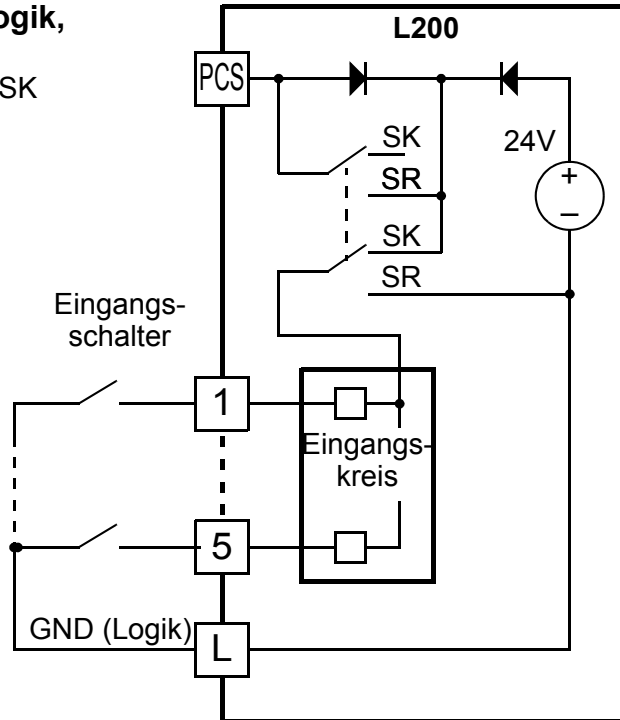 ogik,
SK
L200
PCS
SK
SR
SK
SR
24V
+
–
Eingangs-
schalter
1
Eingangs-
kreis
5
GND (Logik)
L